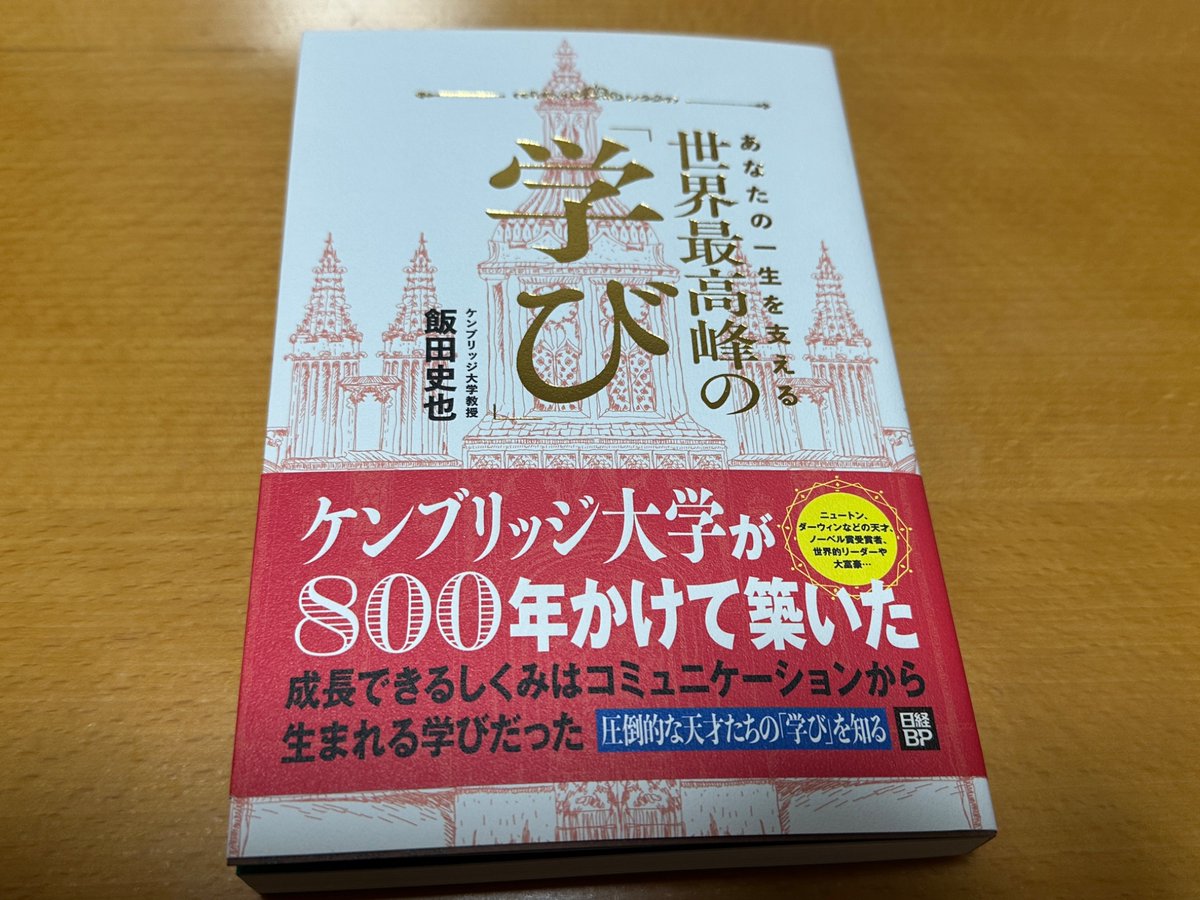 あなたの一生を支える
世界最高峰の
「学び」
ケンブリッジ大学教授
飯田史也
ケンブリッジ大学が
800年かけて築いた
ニュートン、
ダーウィンなどの天才、
ノーベル賞受賞者、
世界的リーダーや
大富豪…
成長できるしくみはコミュニケーションから
生まれる学びだった
圧倒的な天才たちの「学び」を知る
日経
BP